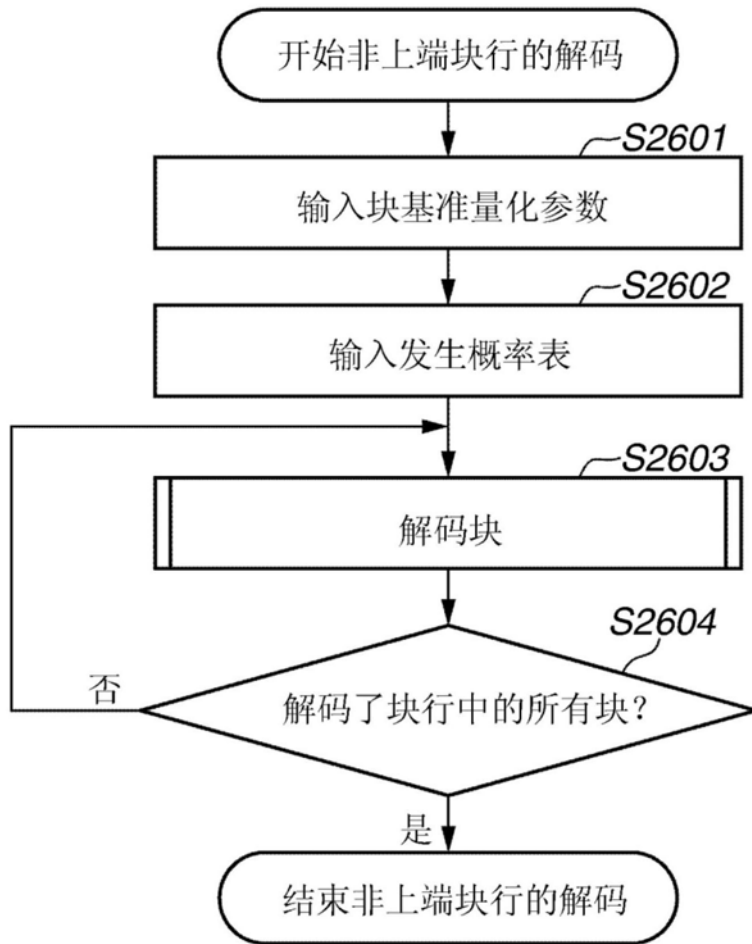 开始非上端块行的解码
S2601
输入块基准量化参数
S2602
输入发生概率表
S2603
解码块
S2604
解码了块行中的所有块？
否
是
结束非上端块行的解码